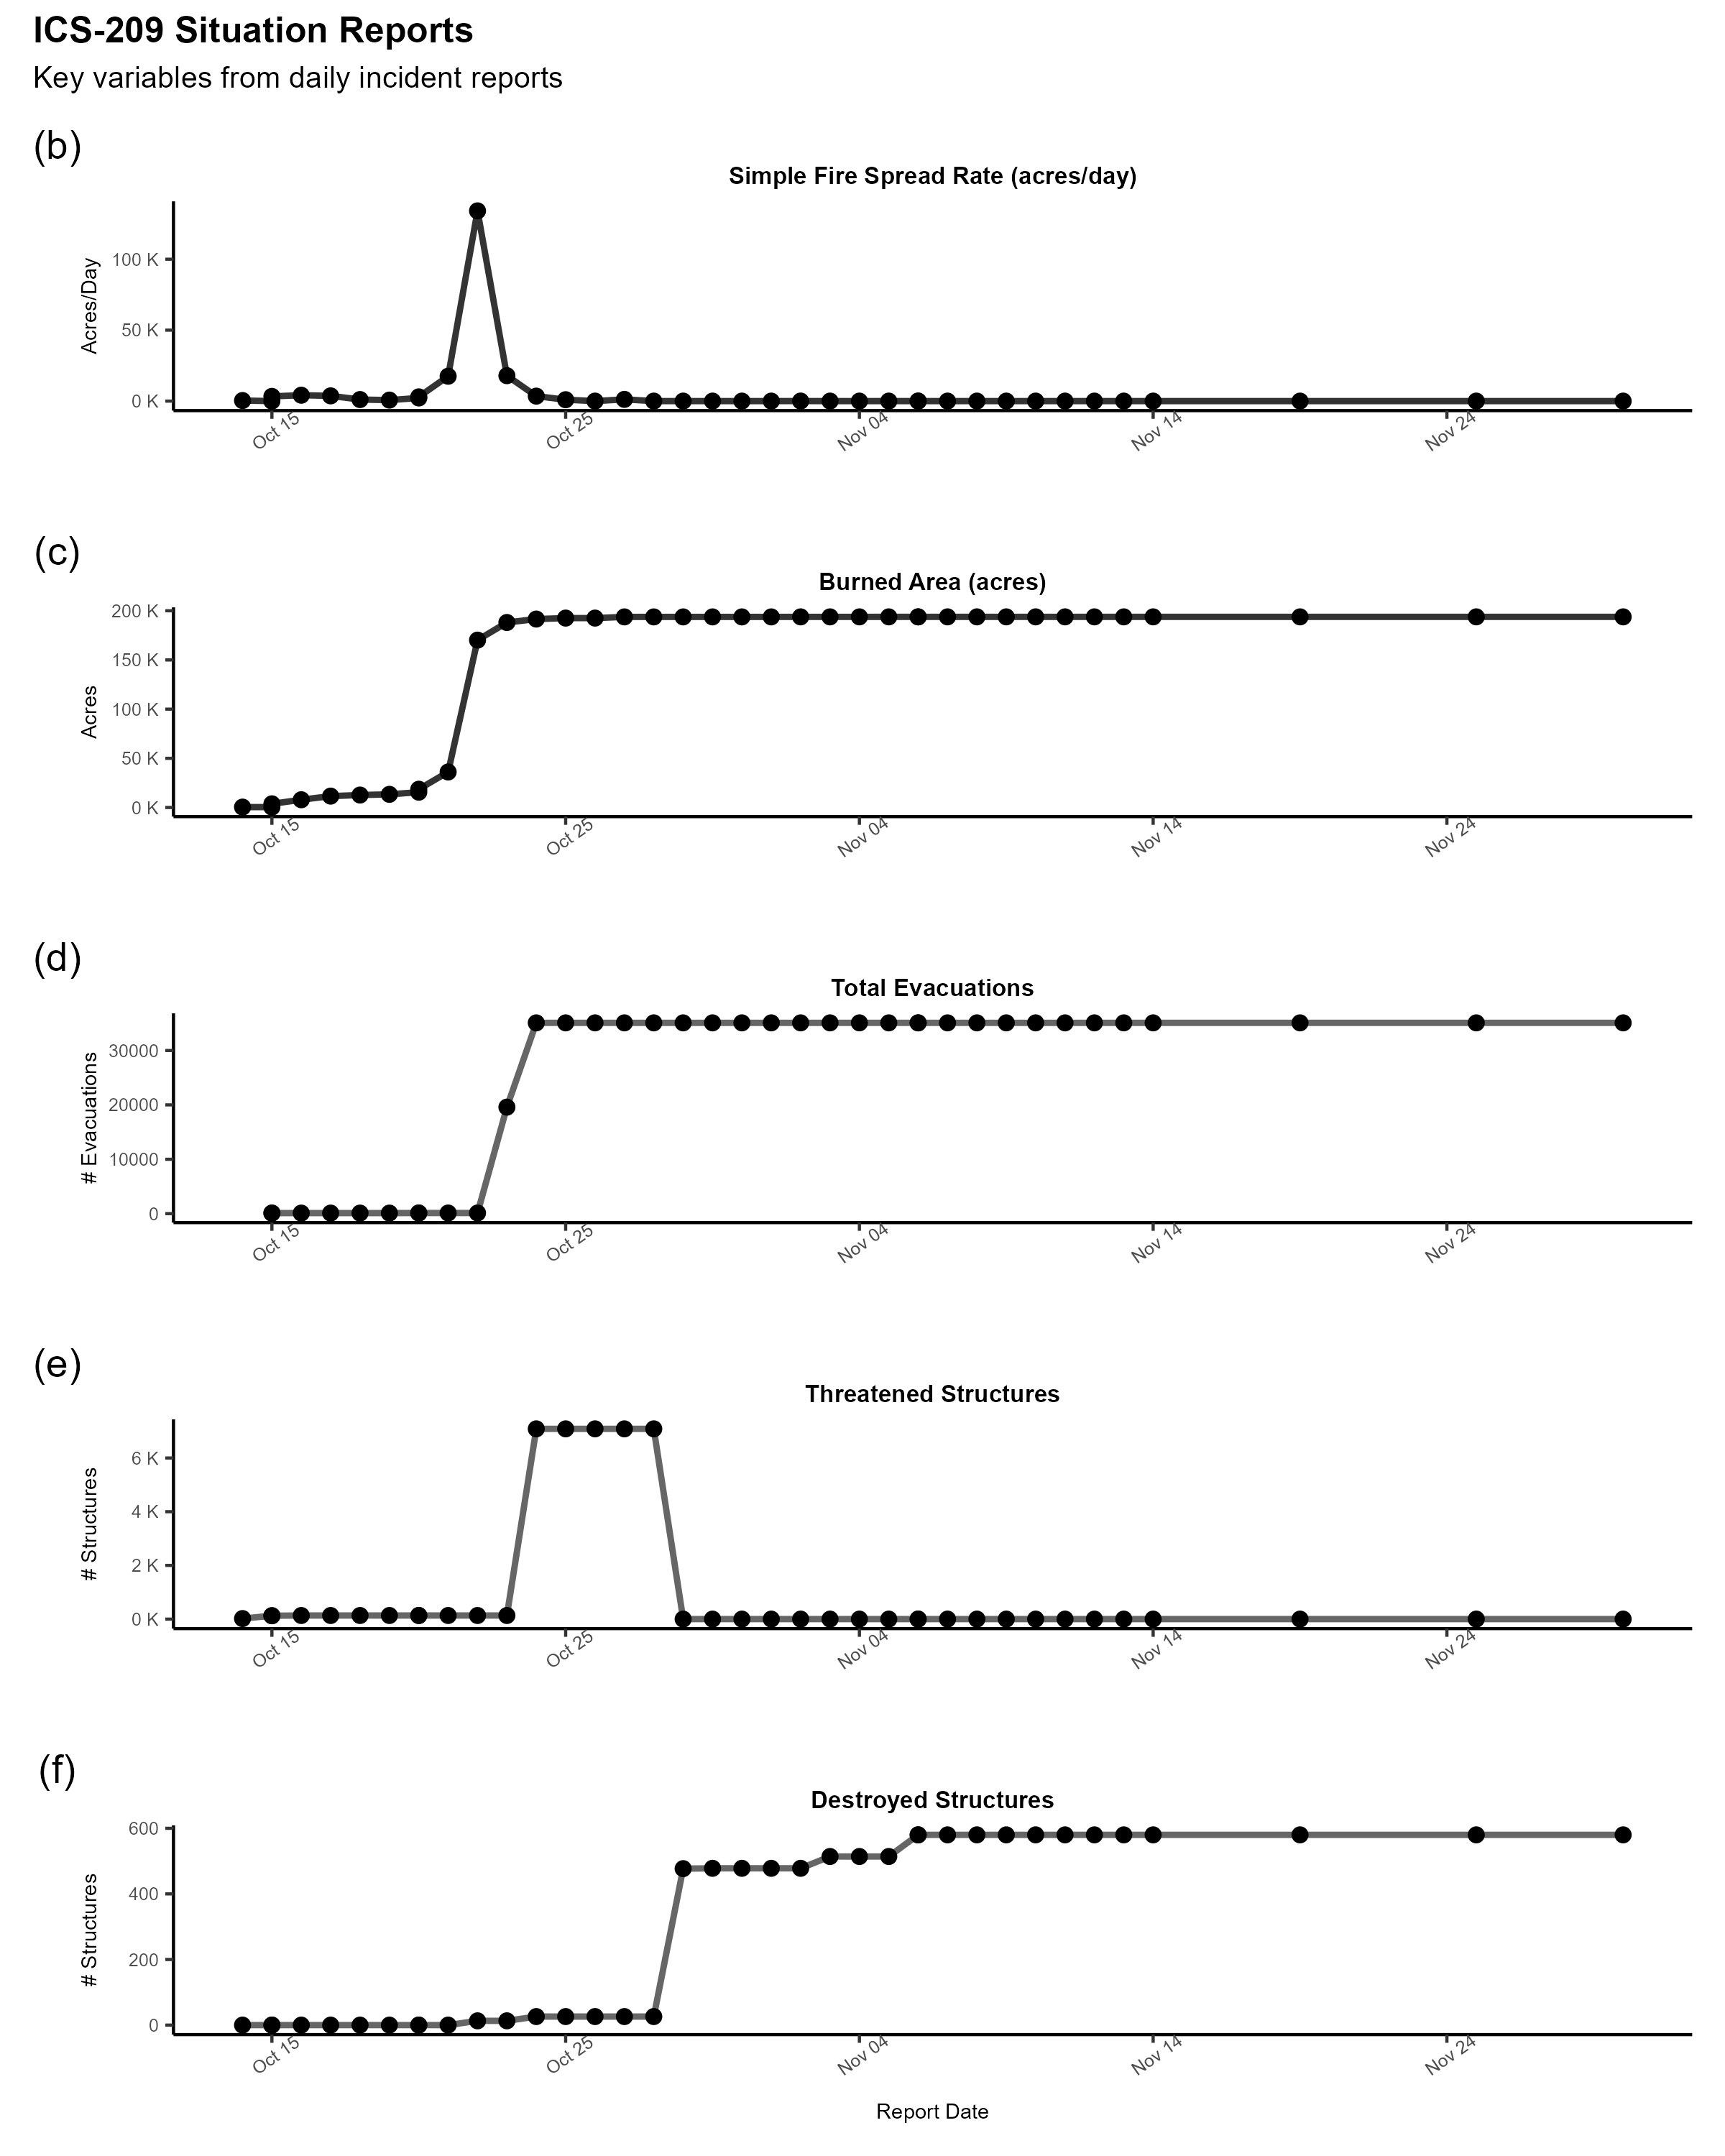 ICS-209 Situation Reports
Key variables from daily incident reports
(b)
Simple Fire Spread Rate (acres/day)
Acres/Day
100 K
50 K
0 K
Oct 15
Oct 25
Nov 04
Nov 14
Nov 24
(c)
Burned Area (acres)
Acres
200 K
150 K
100 K
50 K
0 K
Oct 15
Oct 25
Nov 04
Nov 14
Nov 24
(d)
Total Evacuations
# Evacuations
30000
20000
10000
0
Oct 15
Oct 25
Nov 04
Nov 14
Nov 24
(e)
Threatened Structures
# Structures
6 K
4 K
2 K
0 K
Oct 15
Oct 25
Nov 04
Nov 14
Nov 24
(f)
Destroyed Structures
# Structures
600
400
200
0
Oct 15
Oct 25
Nov 04
Nov 14
Nov 24
Report Date